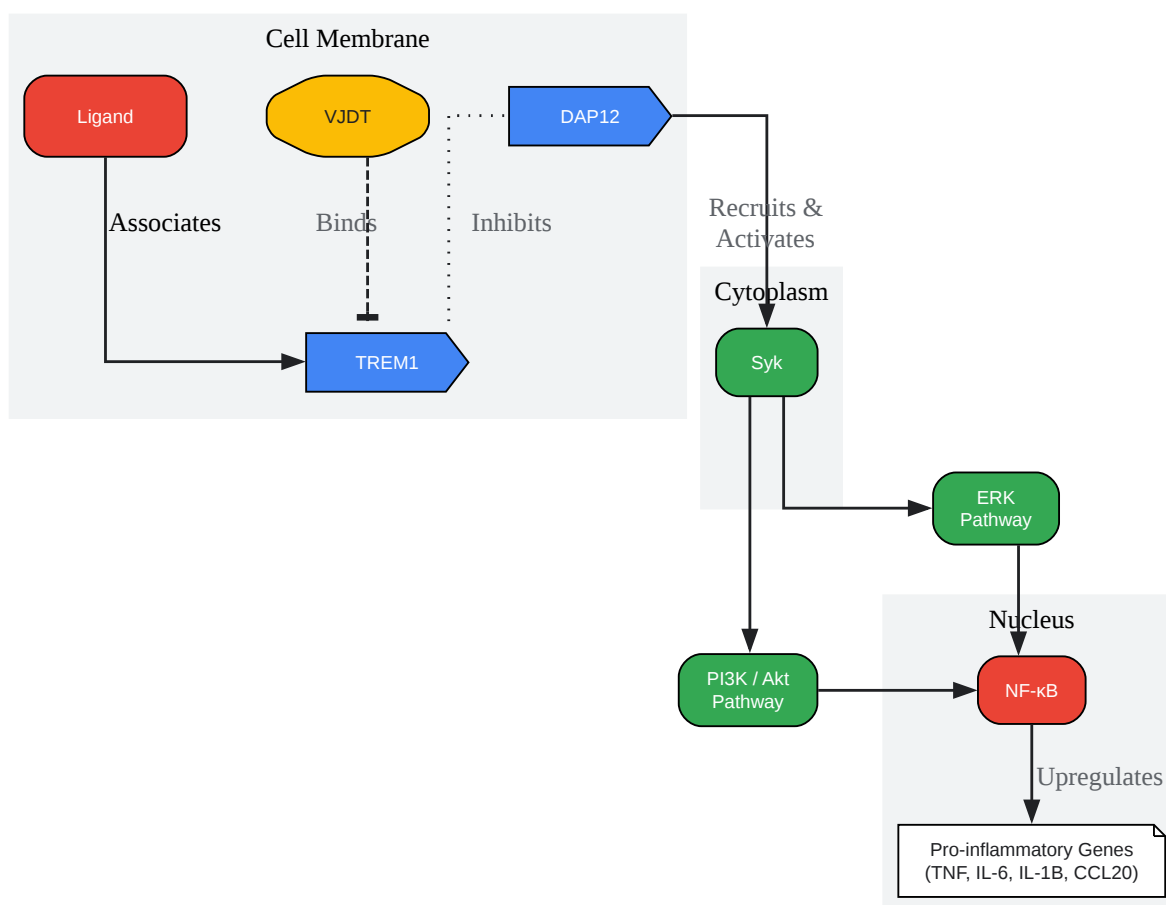 Cell Membrane
Ligand
VJDT
DAP12
Associates
Binds
Inhibits
Recruits &
Activates
Cytoplasm
TREM1
Syk
ERK
Pathway
Nucleus
PI3K / Akt
Pathway
NF-κB
Upregulates
Pro-inflammatory Genes
(TNF, IL-6, IL-1B, CCL20)